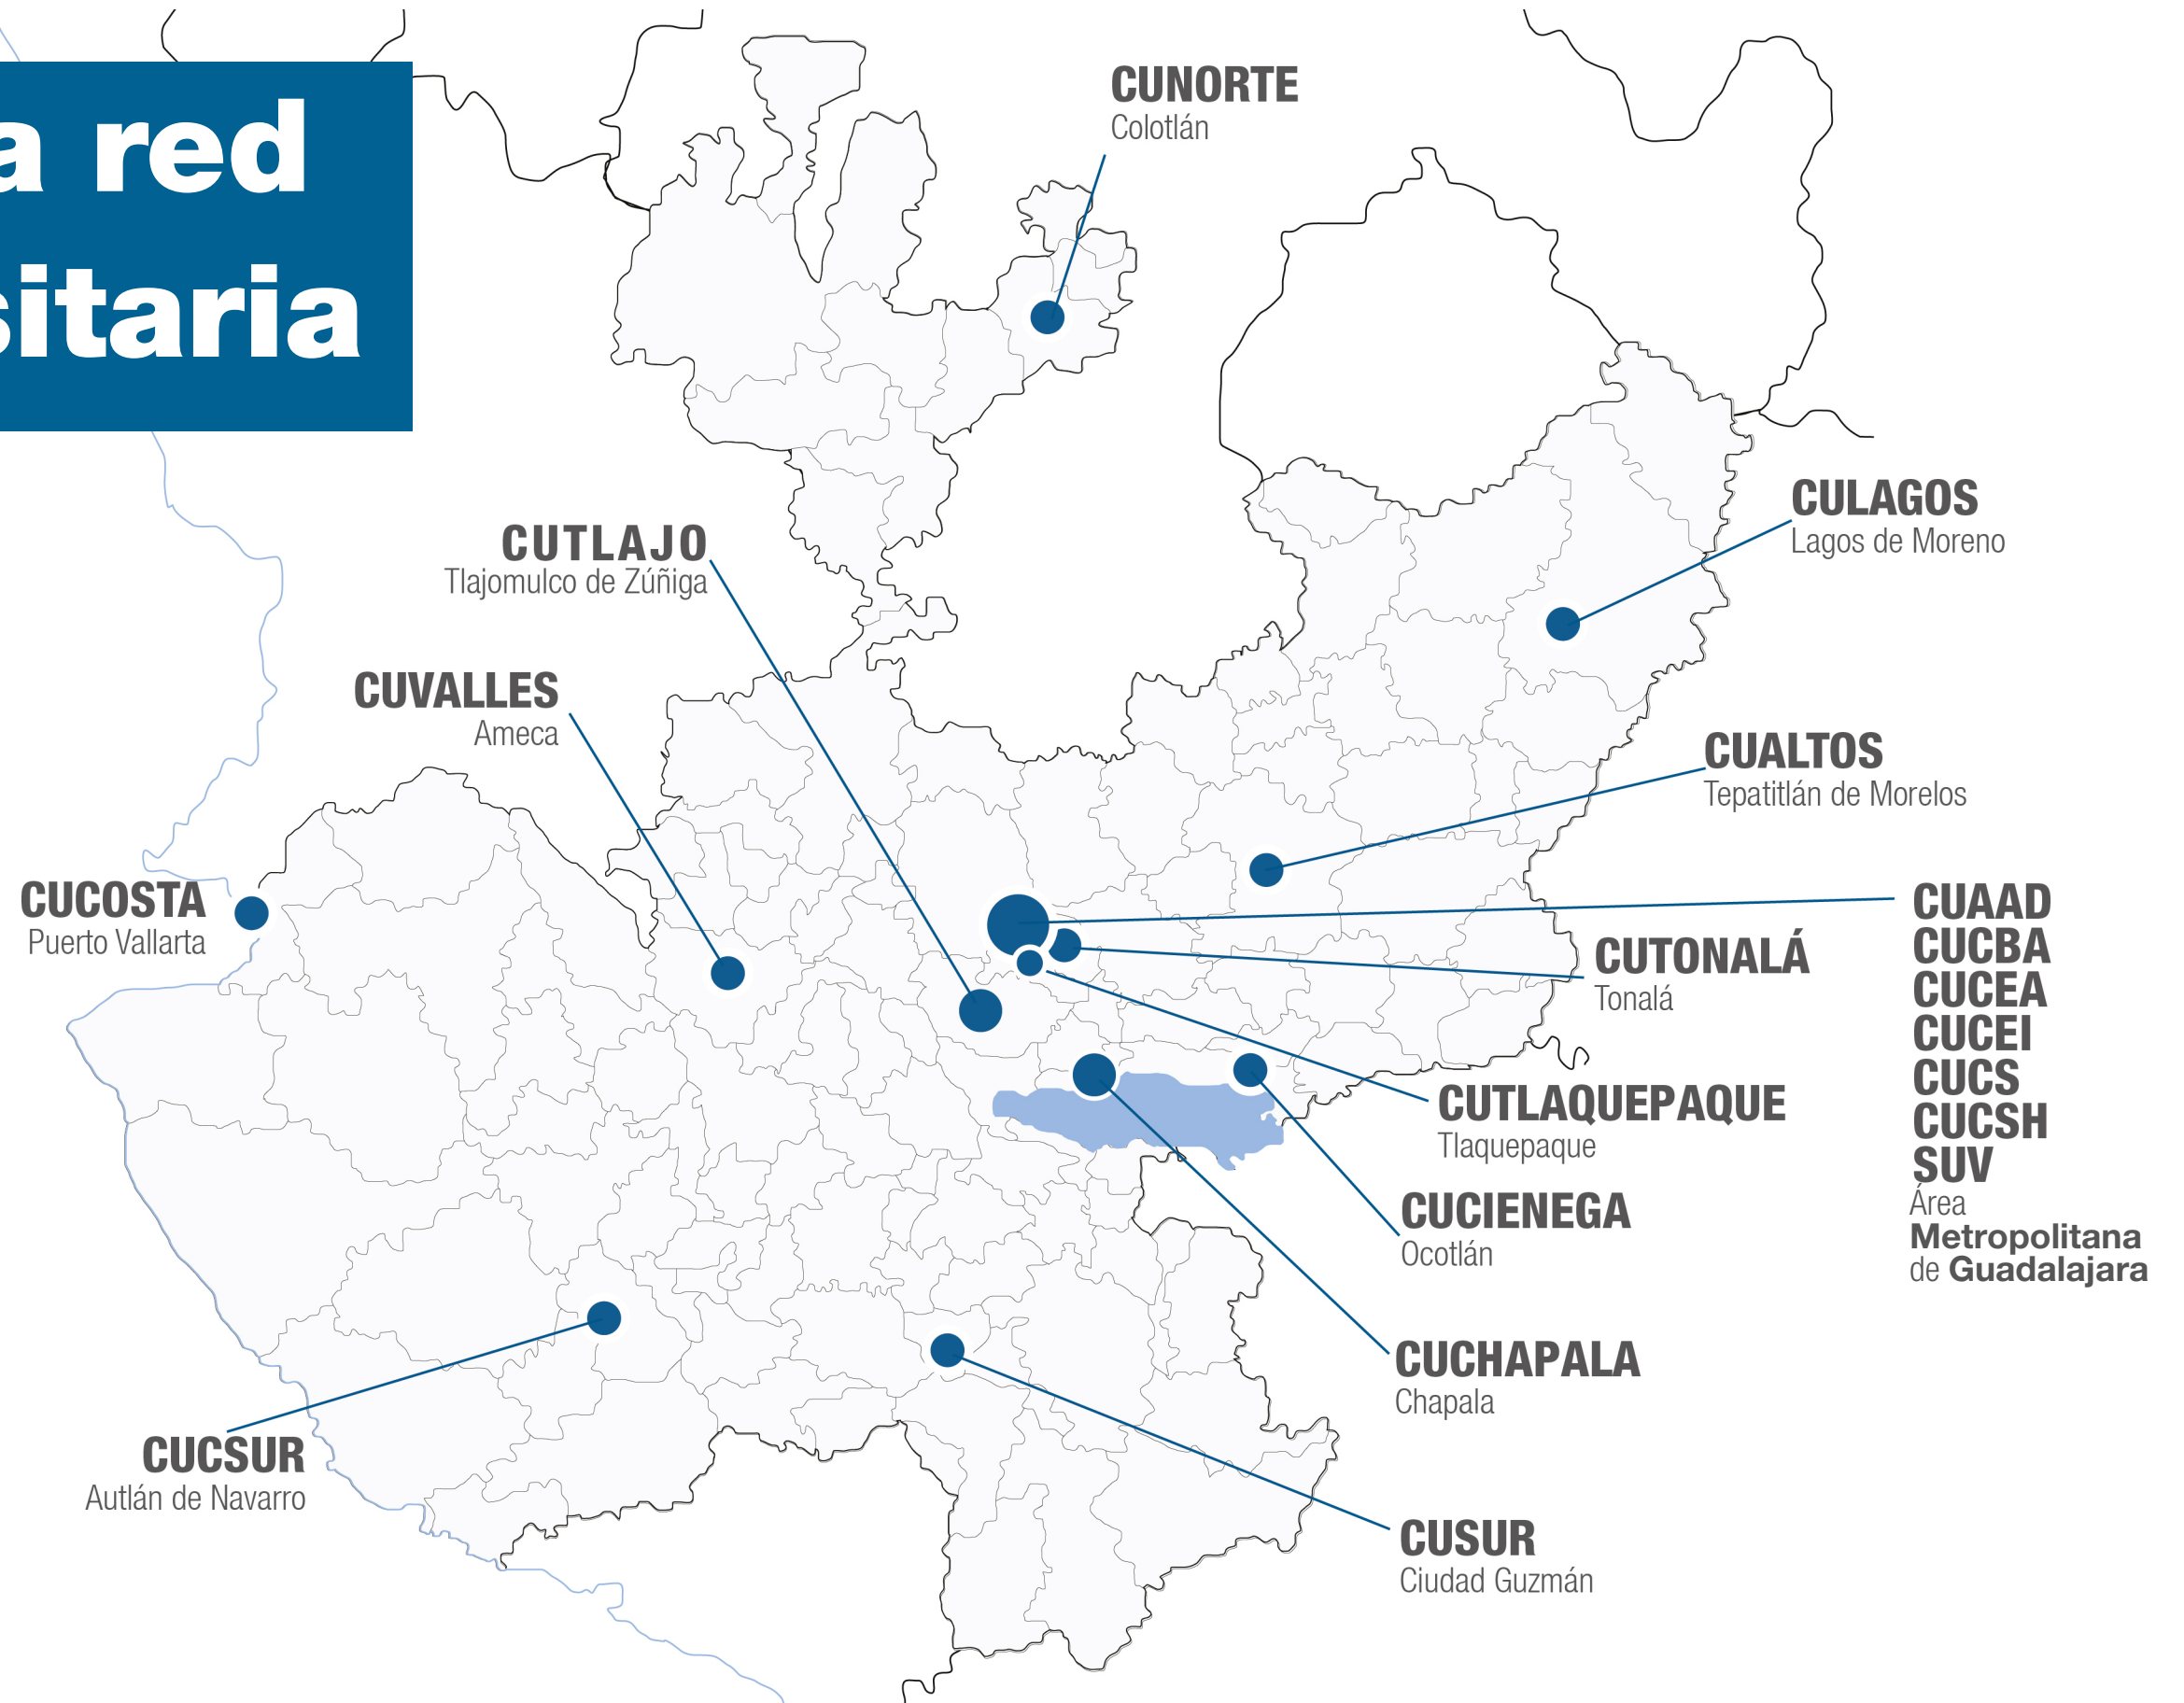 a red
sitaria
CUNORTE
Colotlán
CULAGOS
Lagos de Moreno
CUTLAJO
Tlajomulco de Zúñiga
CUVALLES
Ameca
CUALTOS
Tepatitlán de Morelos
CUCOSTA
Puerto Vallarta
CUAAD
CUCBA
CUCEA
CUCEI
CUCS
CUCSH
SUV
Área
Metropolitana
de Guadalajara
CUTONALÁ
Tonalá
CUTLAQUEPAQUE
Tlaquepaque
CUCIENEGA
Ocotlán
CUCHAPALA
Chapala
CUCSUR
Autlán de Navarro
CUSUR
Ciudad Guzmán